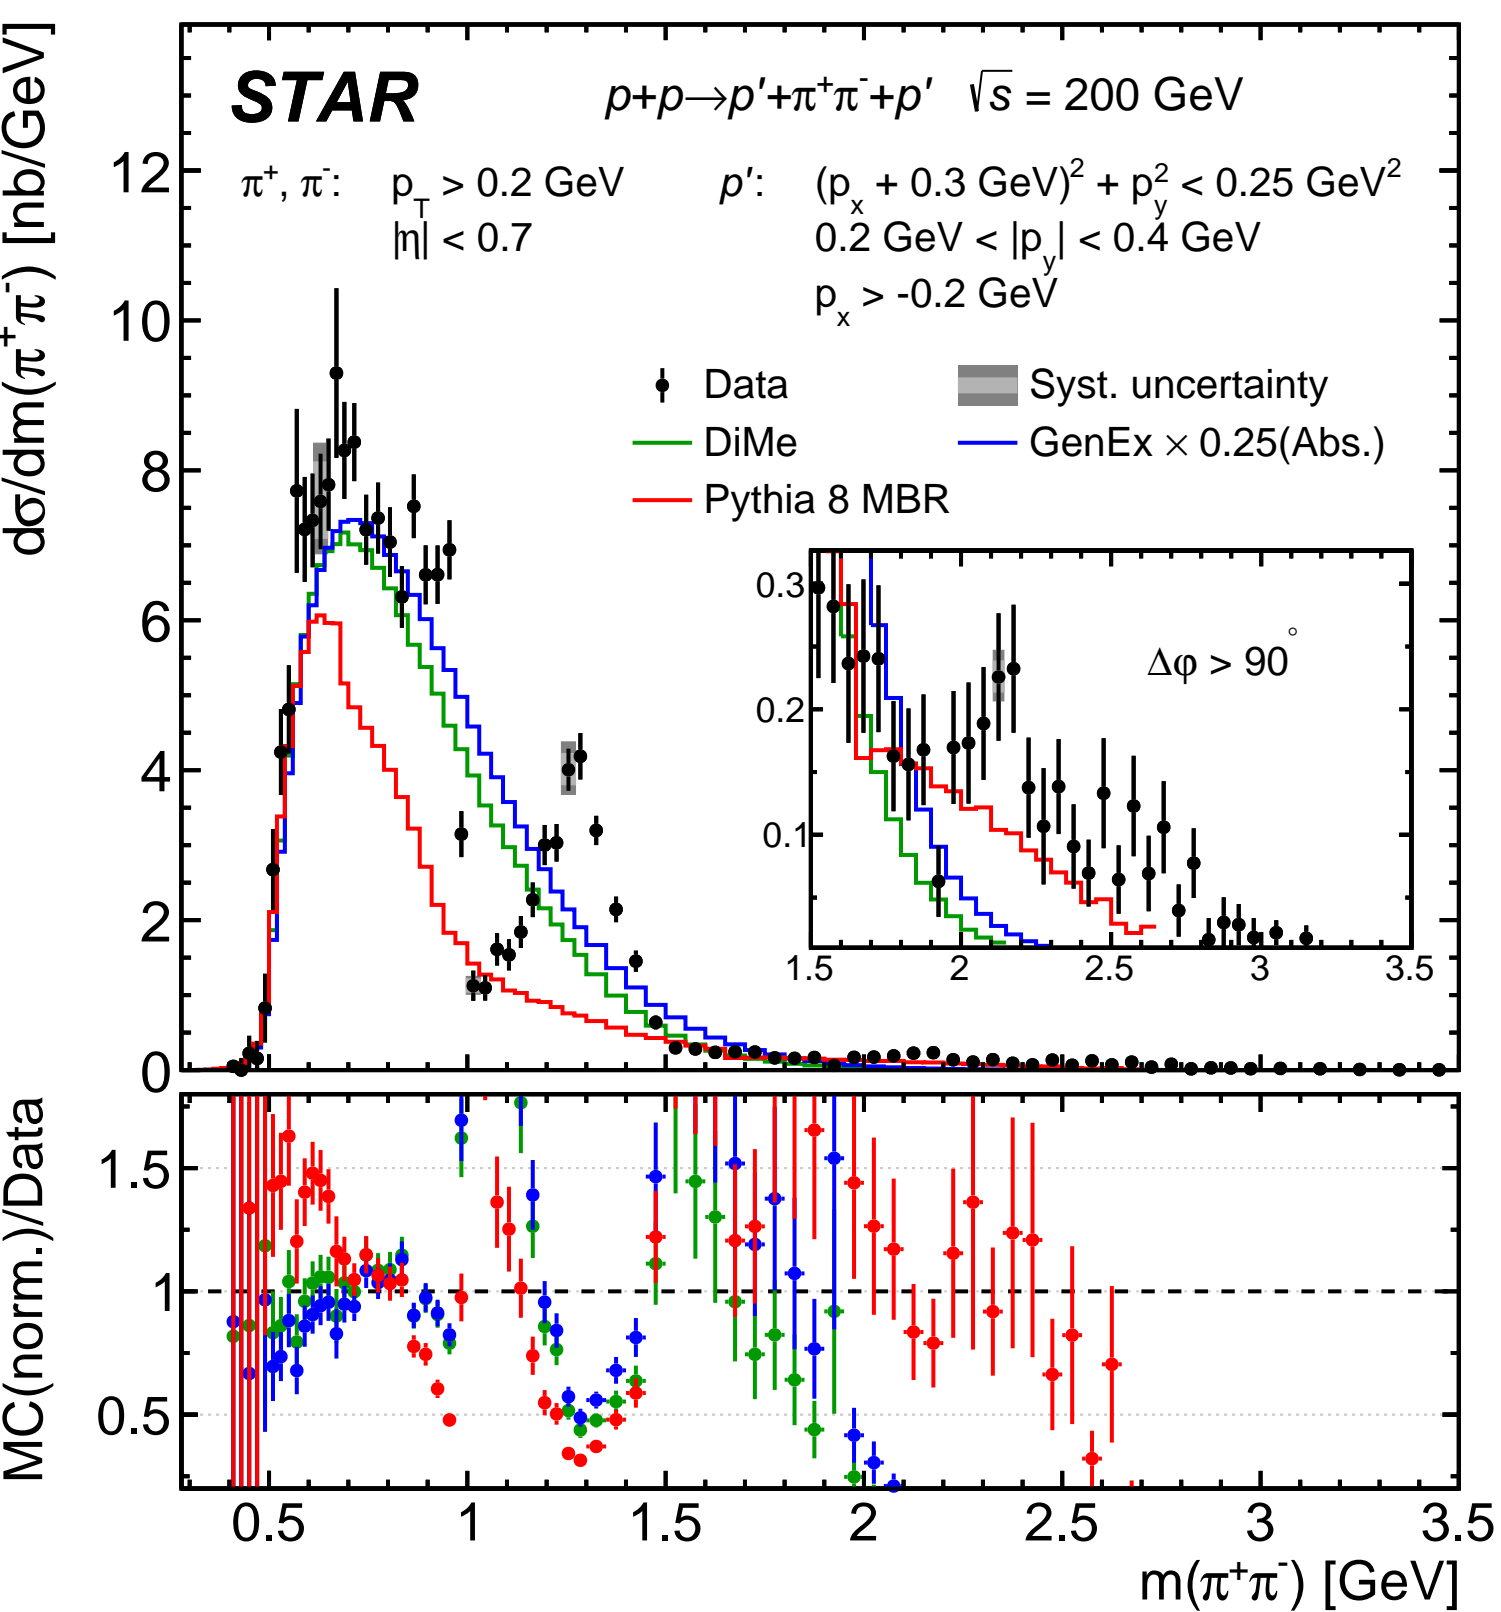 STAR p+p→p′+π⁺π⁻+p′ √s = 200 GeV
π⁺, π⁻: p_T > 0.2 GeV p′: (p_x + 0.3 GeV)² + p_y² < 0.25 GeV²
|η| < 0.7 0.2 GeV < |p_y| < 0.4 GeV
p_x > -0.2 GeV
Data Syst. uncertainty
DiMe GenEx × 0.25(Abs.)
Pythia 8 MBR
dσ/dm(π⁺π⁻) [nb/GeV]
12
10
8
6
4
2
0
Δφ > 90°
0.3
0.2
0.1
1.5 2 2.5 3 3.5
MC(norm.)/Data
1.5
1
0.5
0.5 1 1.5 2 2.5 3 3.5
m(π⁺π⁻) [GeV]